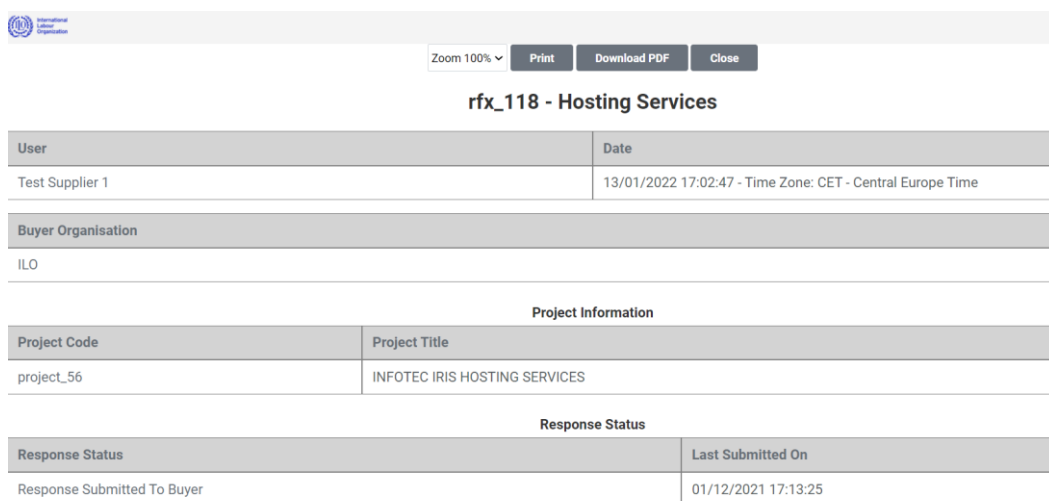 International
Labour
Organization
Zoom 100%
Print
Download PDF
Close
rfx_118 - Hosting Services
User
Date
Test Supplier 1
13/01/2022 17:02:47 - Time Zone: CET - Central Europe Time
Buyer Organisation
ILO
Project Information
Project Code
Project Title
project_56
INFOTEC IRIS HOSTING SERVICES
Response Status
Response Status
Last Submitted On
Response Submitted To Buyer
01/12/2021 17:13:25